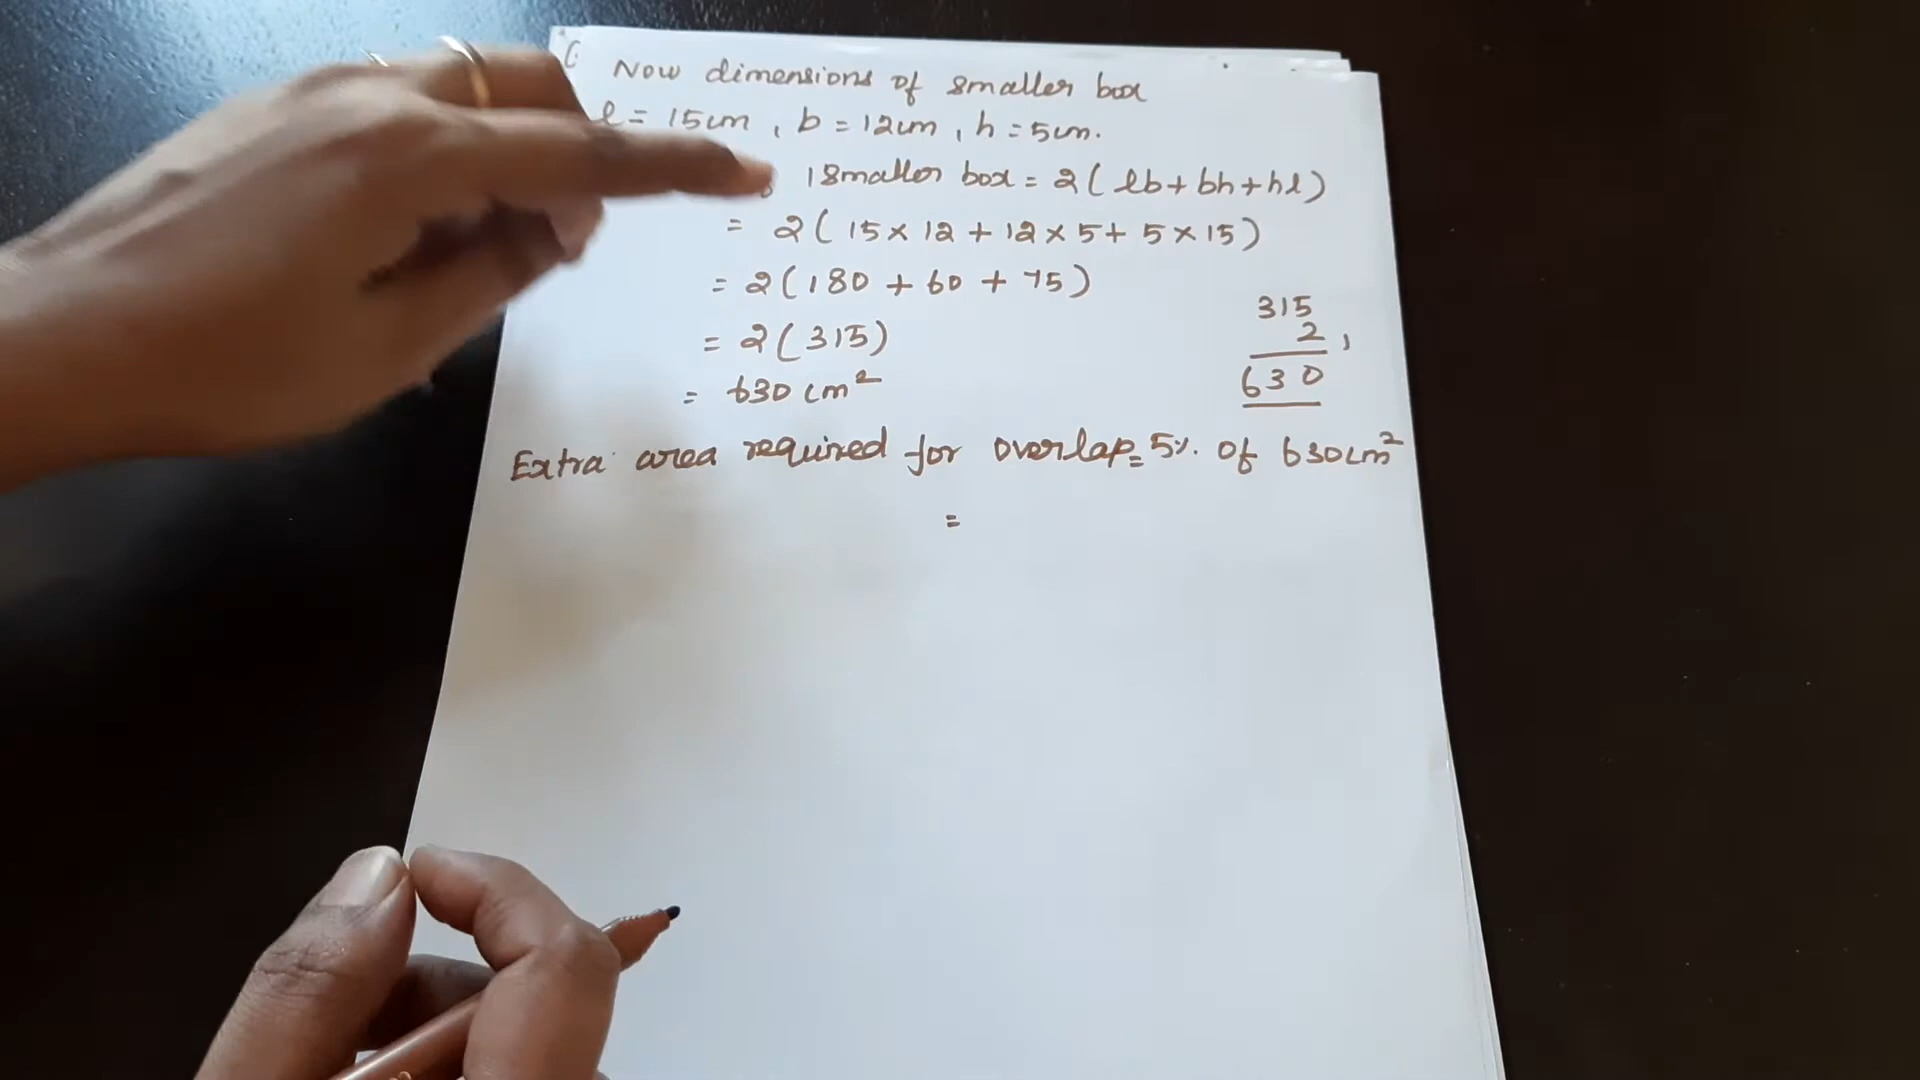 Now dimensions of smaller box
l = 15cm , b = 12cm , h = 5cm.
1 Smaller box = 2(lb+bh+hl)
= 2(15×12+12×5+5×15)
= 2(180 + 60 + 75)
= 2(315)
= 630 cm²
315
2
630
Extra area required for overlap = 5% of 630cm²
=